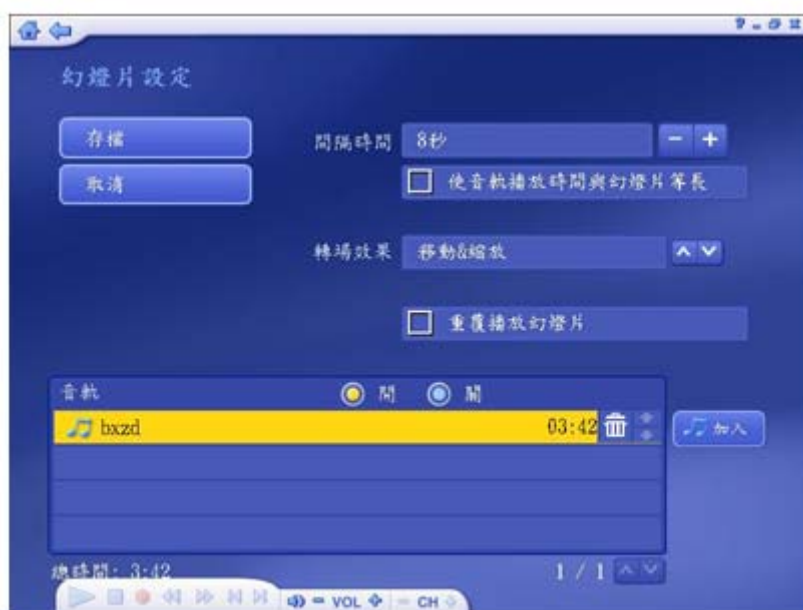 幻燈片設定
存檔
取消
間隔時間 8秒
使音軌播放時間與幻燈片等長
轉場效果 移動&縮放
重覆播放幻燈片
音軌 開 關
bxzd 03:42
加入
總時間: 3:42 1 / 1
VOL CH